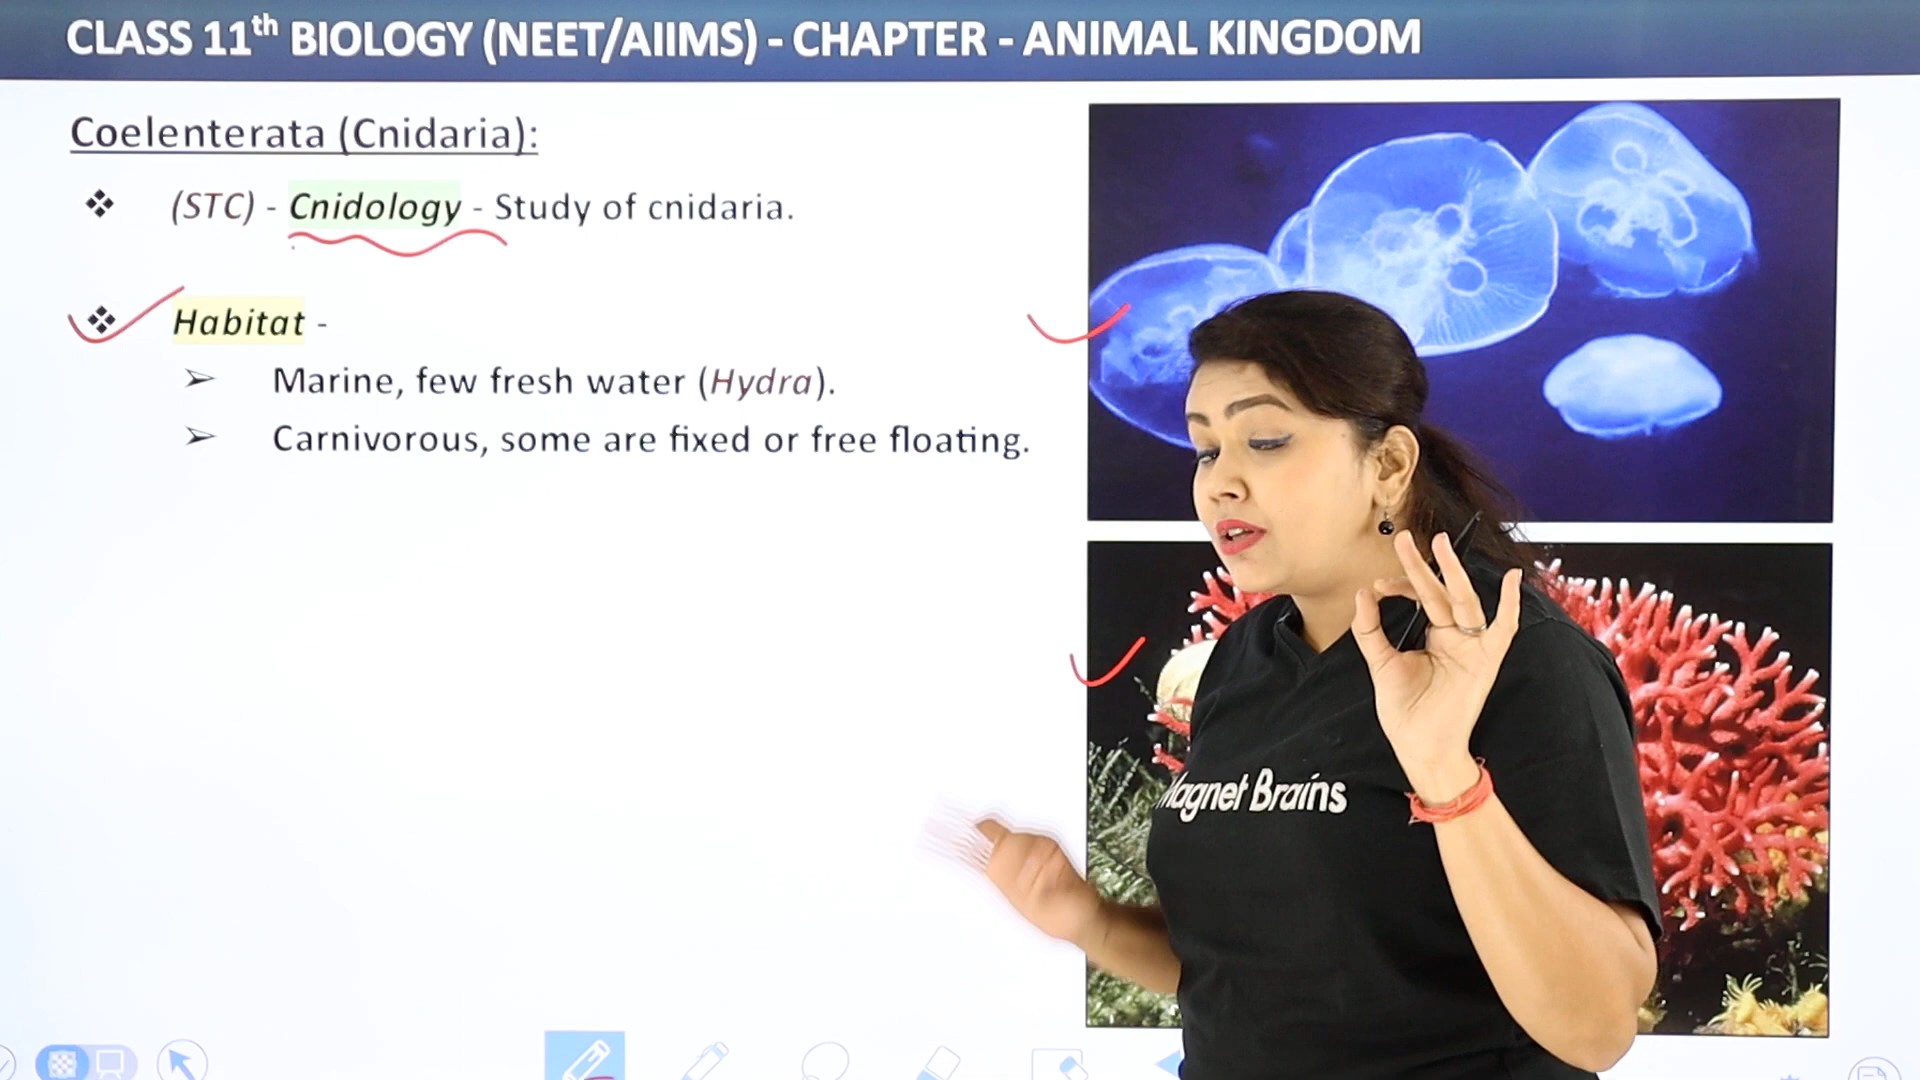 CLASS 11th BIOLOGY (NEET/AIIMS) - CHAPTER - ANIMAL KINGDOM
Coelenterata (Cnidaria):
❖ (STC) - Cnidology - Study of cnidaria.
❖ Habitat -
➢ Marine, few fresh water (Hydra).
➢ Carnivorous, some are fixed or free floating.
Magnet Brains